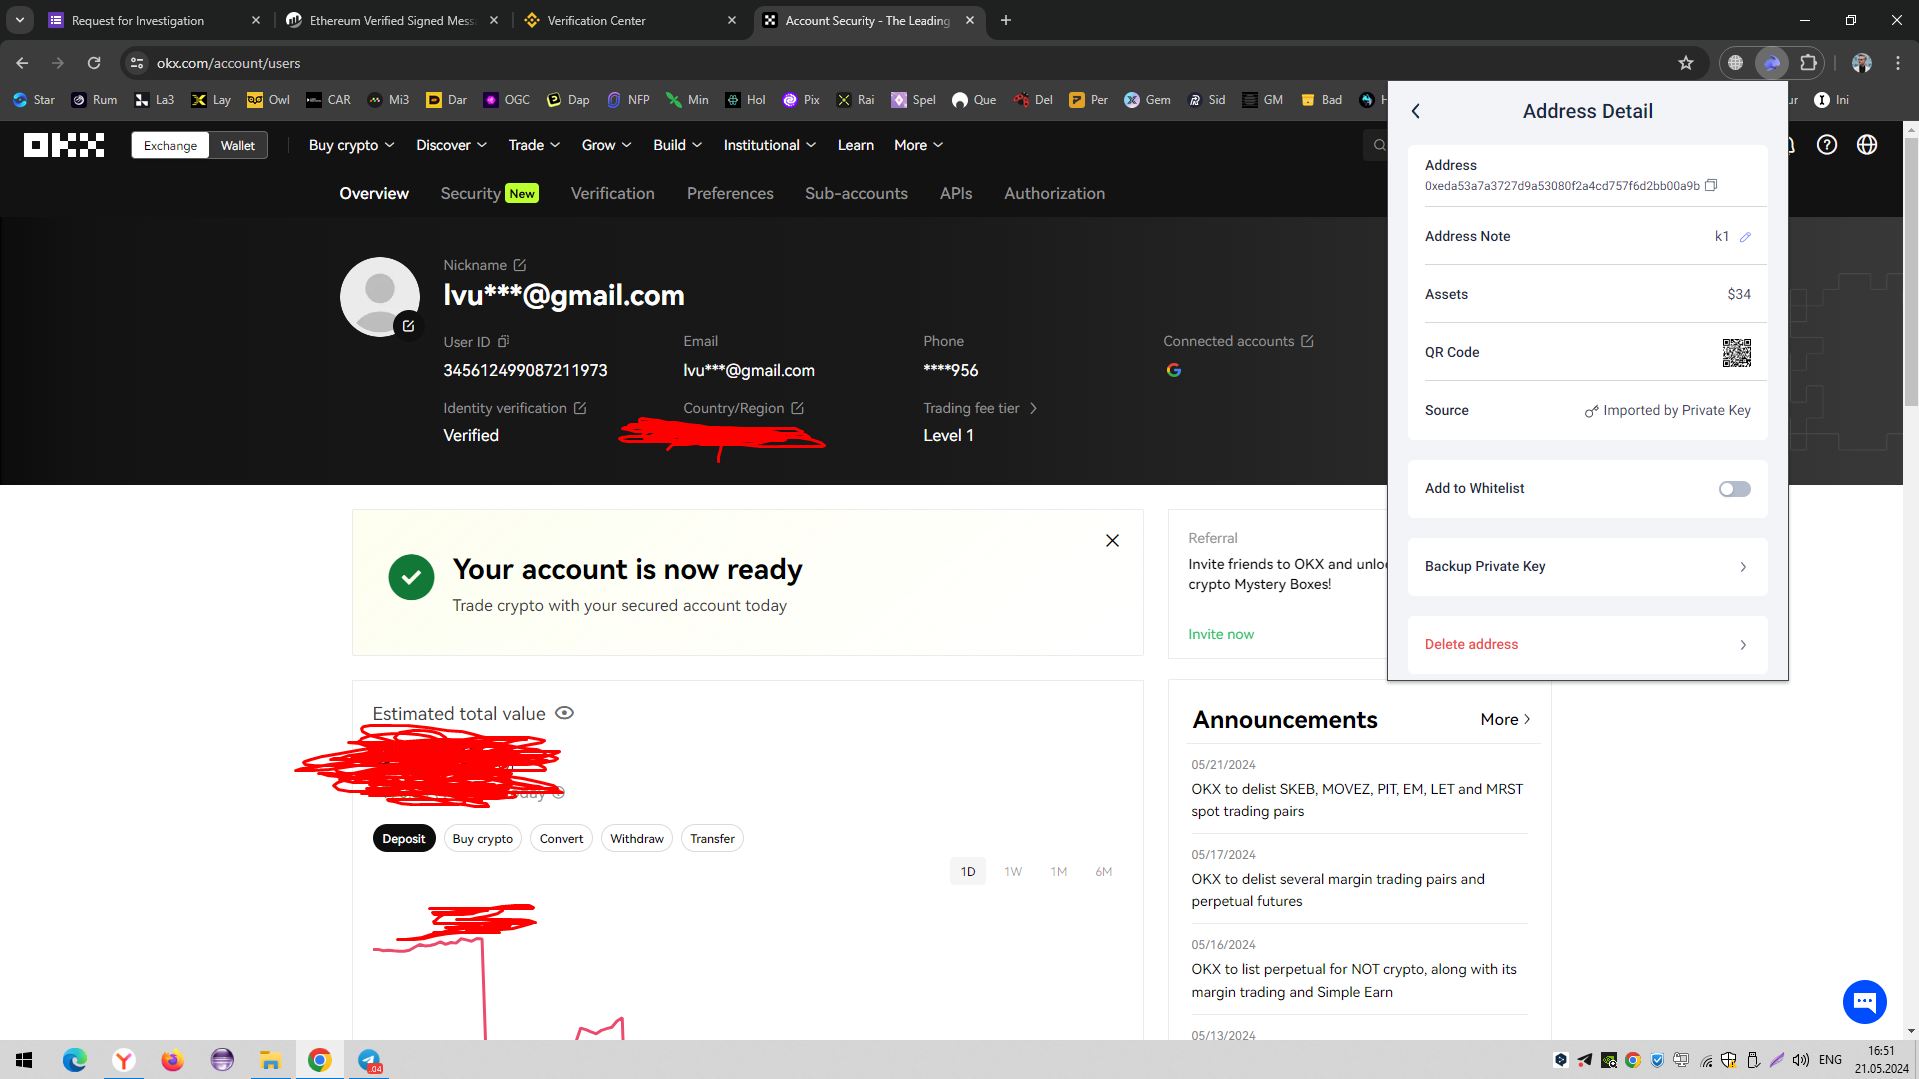 Request for Investigation
Ethereum Verified Signed Mess
Verification Center
Account Security - The Leading
okx.com/account/users
Star
Rum
La3
Lay
Owl
CAR
Mi3
Dar
OGC
Dap
NFP
Min
Hol
Pix
Rai
Spel
Que
Del
Per
Gem
Sid
GM
Bad
H
ur
Ini
OKX
Exchange
Wallet
Buy crypto
Discover
Trade
Grow
Build
Institutional
Learn
More
Overview
Security New
Verification
Preferences
Sub-accounts
APIs
Authorization
Nickname
lvu***@gmail.com
User ID
Email
Phone
Connected accounts
345612499087211973
lvu***@gmail.com
****956
Identity verification
Country/Region
Trading fee tier
Verified
Level 1
Your account is now ready
Trade crypto with your secured account today
Referral
Invite friends to OKX and unloc
crypto Mystery Boxes!
Invite now
Estimated total value
Deposit
Buy crypto
Convert
Withdraw
Transfer
1D
1W
1M
6M
Announcements
More
05/21/2024
OKX to delist SKEB, MOVEZ, PIT, EM, LET and MRST
spot trading pairs
05/17/2024
OKX to delist several margin trading pairs and
perpetual futures
05/16/2024
OKX to list perpetual for NOT crypto, along with its
margin trading and Simple Earn
05/13/2024
Address Detail
Address
0xeda53a7a3727d9a53080f2a4cd757f6d2bb00a9b
Address Note
k1
Assets
$34
QR Code
Source
Imported by Private Key
Add to Whitelist
Backup Private Key
Delete address
..04
ENG
16:51
21.05.2024